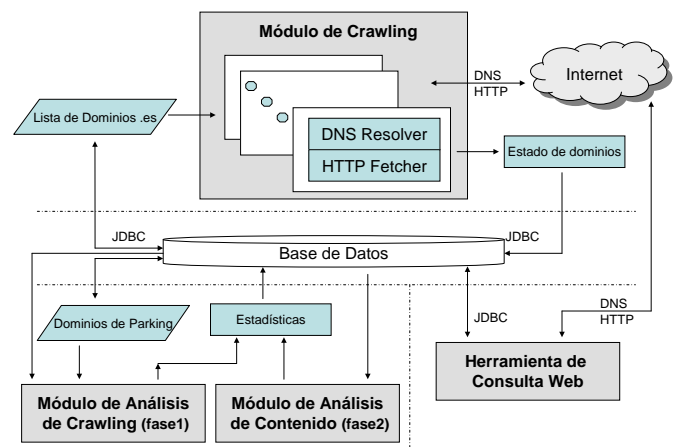 Módulo de Crawling
DNS
HTTP
Internet
Lista de Dominios .es
DNS Resolver
HTTP Fetcher
Estado de dominios
JDBC
JDBC
Base de Datos
Dominios de Parking
Estadísticas
JDBC
DNS
HTTP
Herramienta de
Consulta Web
Módulo de Análisis
de Crawling (fase1)
Módulo de Análisis
de Contenido (fase2)